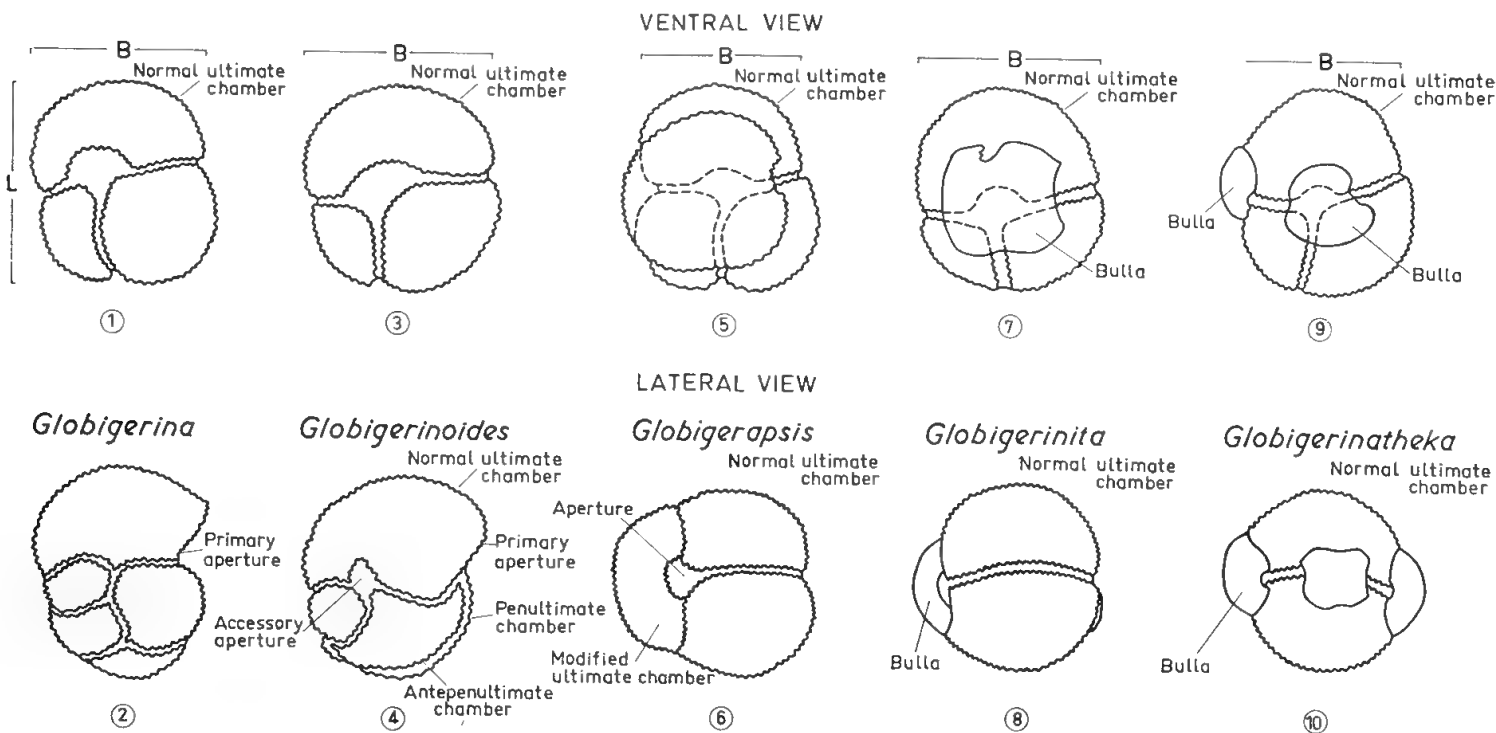 VENTRAL VIEW
B
Normal ultimate
chamber
L
1
B
Normal ultimate
chamber
3
B
Normal ultimate
chamber
5
B
Normal ultimate
chamber
Bulla
7
B
Normal ultimate
chamber
Bulla
Bulla
9
LATERAL VIEW
Globigerina
Primary
aperture
2
Globigerinoides
Normal ultimate
chamber
Primary
aperture
Accessory
aperture
Penultimate
chamber
Antepenultimate
chamber
4
Globigerapsis
Normal ultimate
chamber
Aperture
Modified
ultimate chamber
6
Globigerinita
Normal ultimate
chamber
Bulla
8
Globigerinatheka
Normal ultimate
chamber
Bulla
10